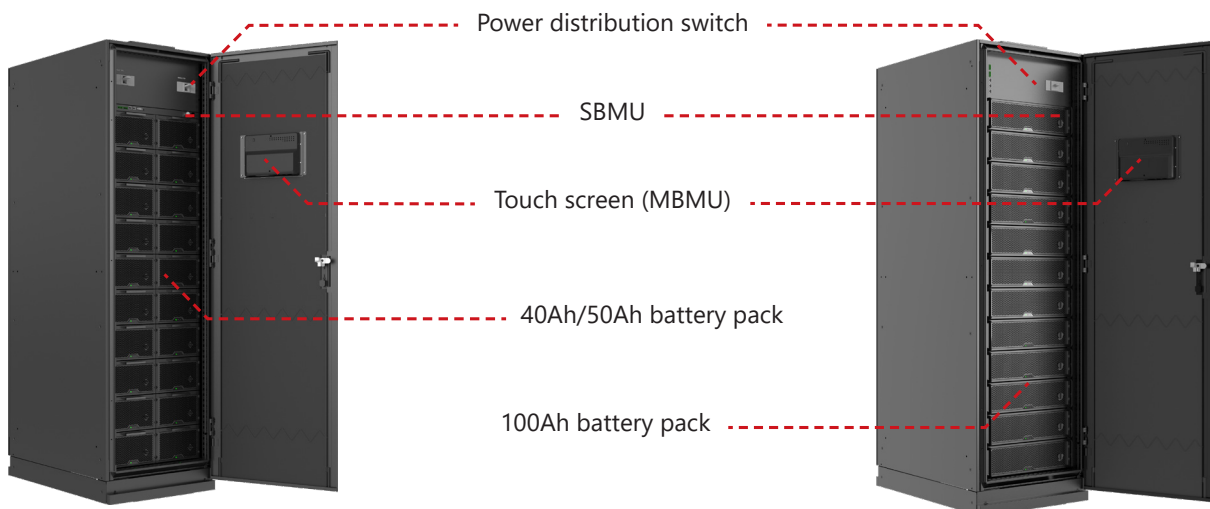 Power distribution switch
SBMU
Touch screen (MBMU)
40Ah/50Ah battery pack
100Ah battery pack